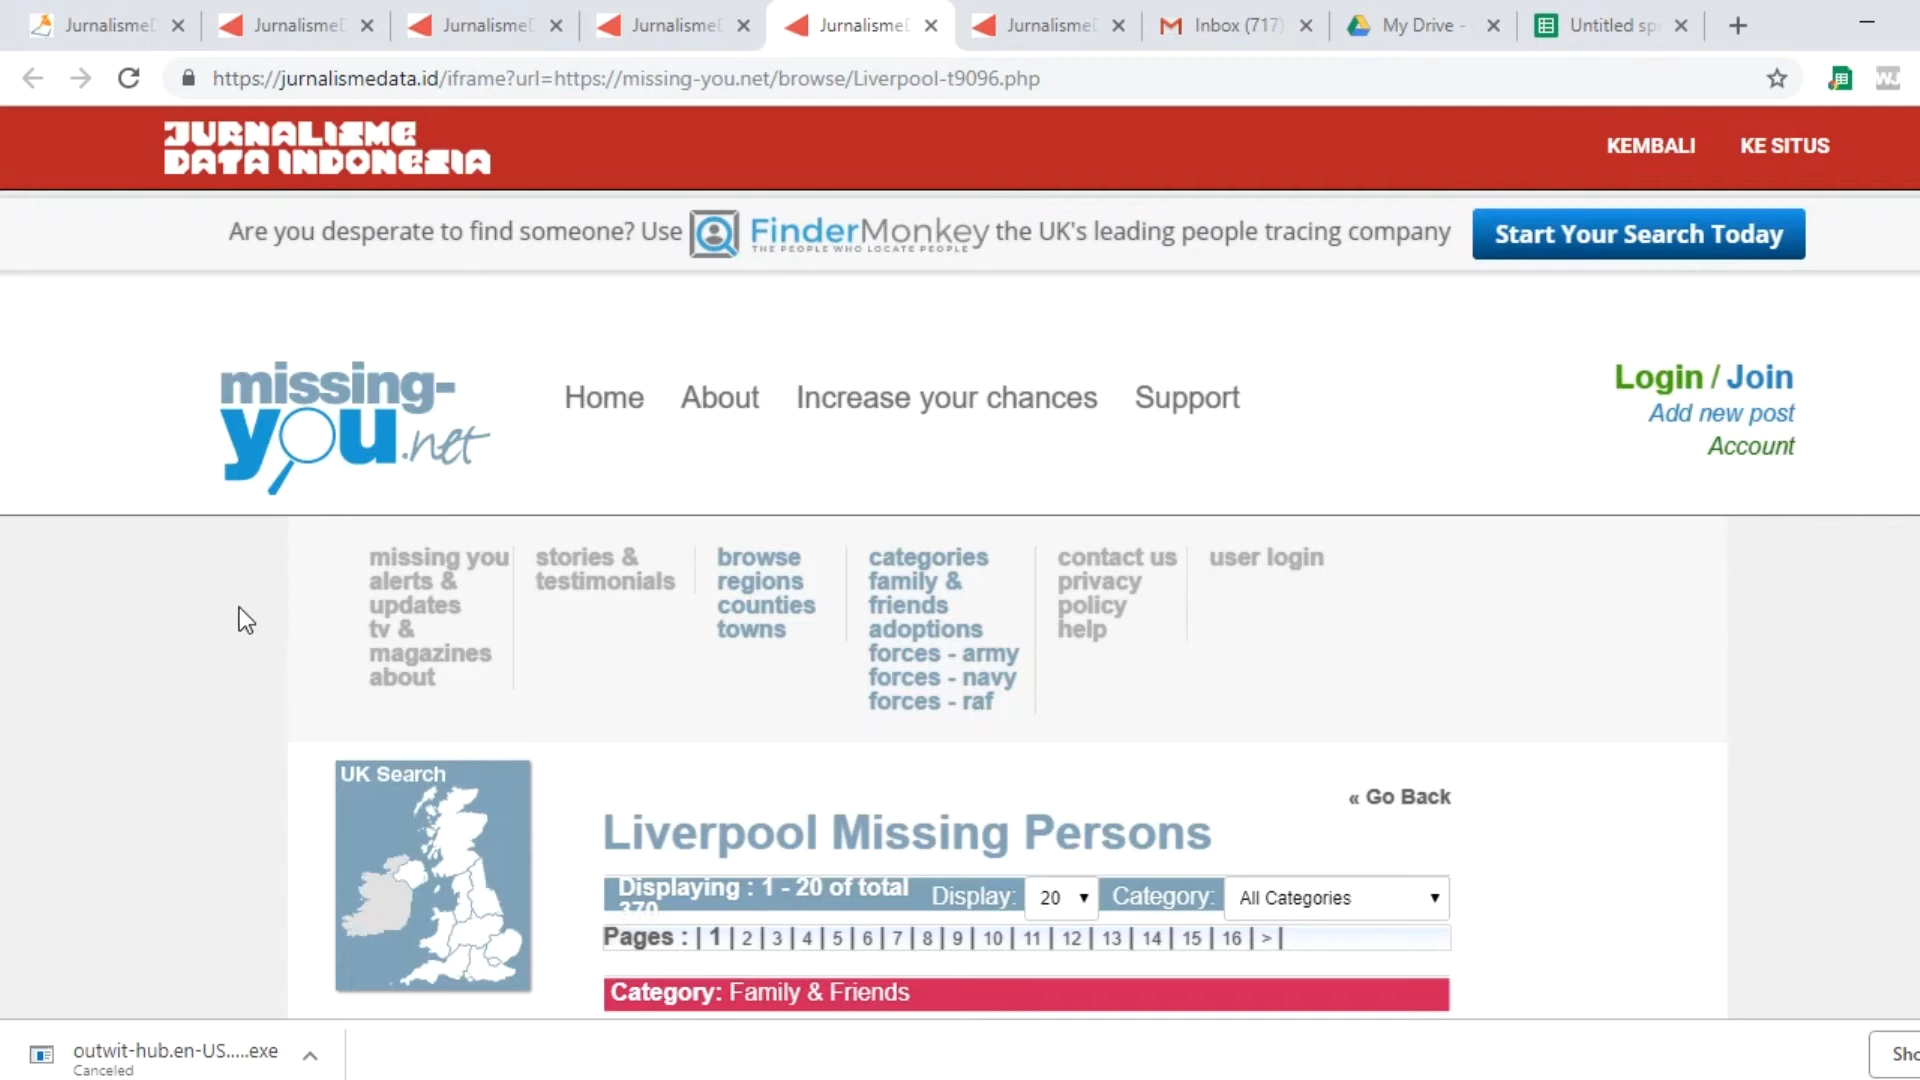 JurnalismeD
JurnalismeD
JurnalismeD
JurnalismeD
JurnalismeD
JurnalismeD
Inbox (717)
My Drive -
Untitled spr
https://jurnalismedata.id/iframe?url=https://missing-you.net/browse/Liverpool-t9096.php
JURNALISME
DATA INDONESIA
KEMBALI
KE SITUS
Are you desperate to find someone? Use FinderMonkey the UK's leading people tracing company
THE PEOPLE WHO LOCATE PEOPLE
Start Your Search Today
missing-
you.net
Home
About
Increase your chances
Support
Login / Join
Add new post
Account
missing you
alerts &
updates
tv &
magazines
about
stories &
testimonials
browse
regions
counties
towns
categories
family &
friends
adoptions
forces - army
forces - navy
forces - raf
contact us
privacy
policy
help
user login
UK Search
« Go Back
Liverpool Missing Persons
Displaying : 1 - 20 of total
370
Display:
20
Category:
All Categories
Pages : | 1 | 2 | 3 | 4 | 5 | 6 | 7 | 8 | 9 | 10 | 11 | 12 | 13 | 14 | 15 | 16 | > |
Category: Family & Friends
outwit-hub.en-US.....exe
Canceled
Sho